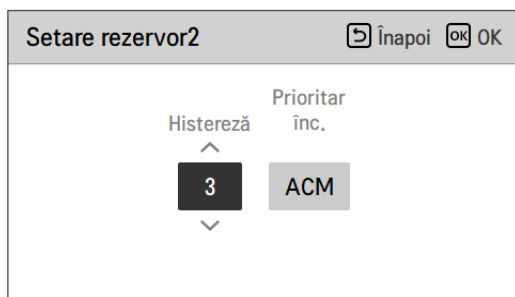 Setare rezervor2
Înapoi
OK OK
Histereză
Prioritar
înc.
3
ACM